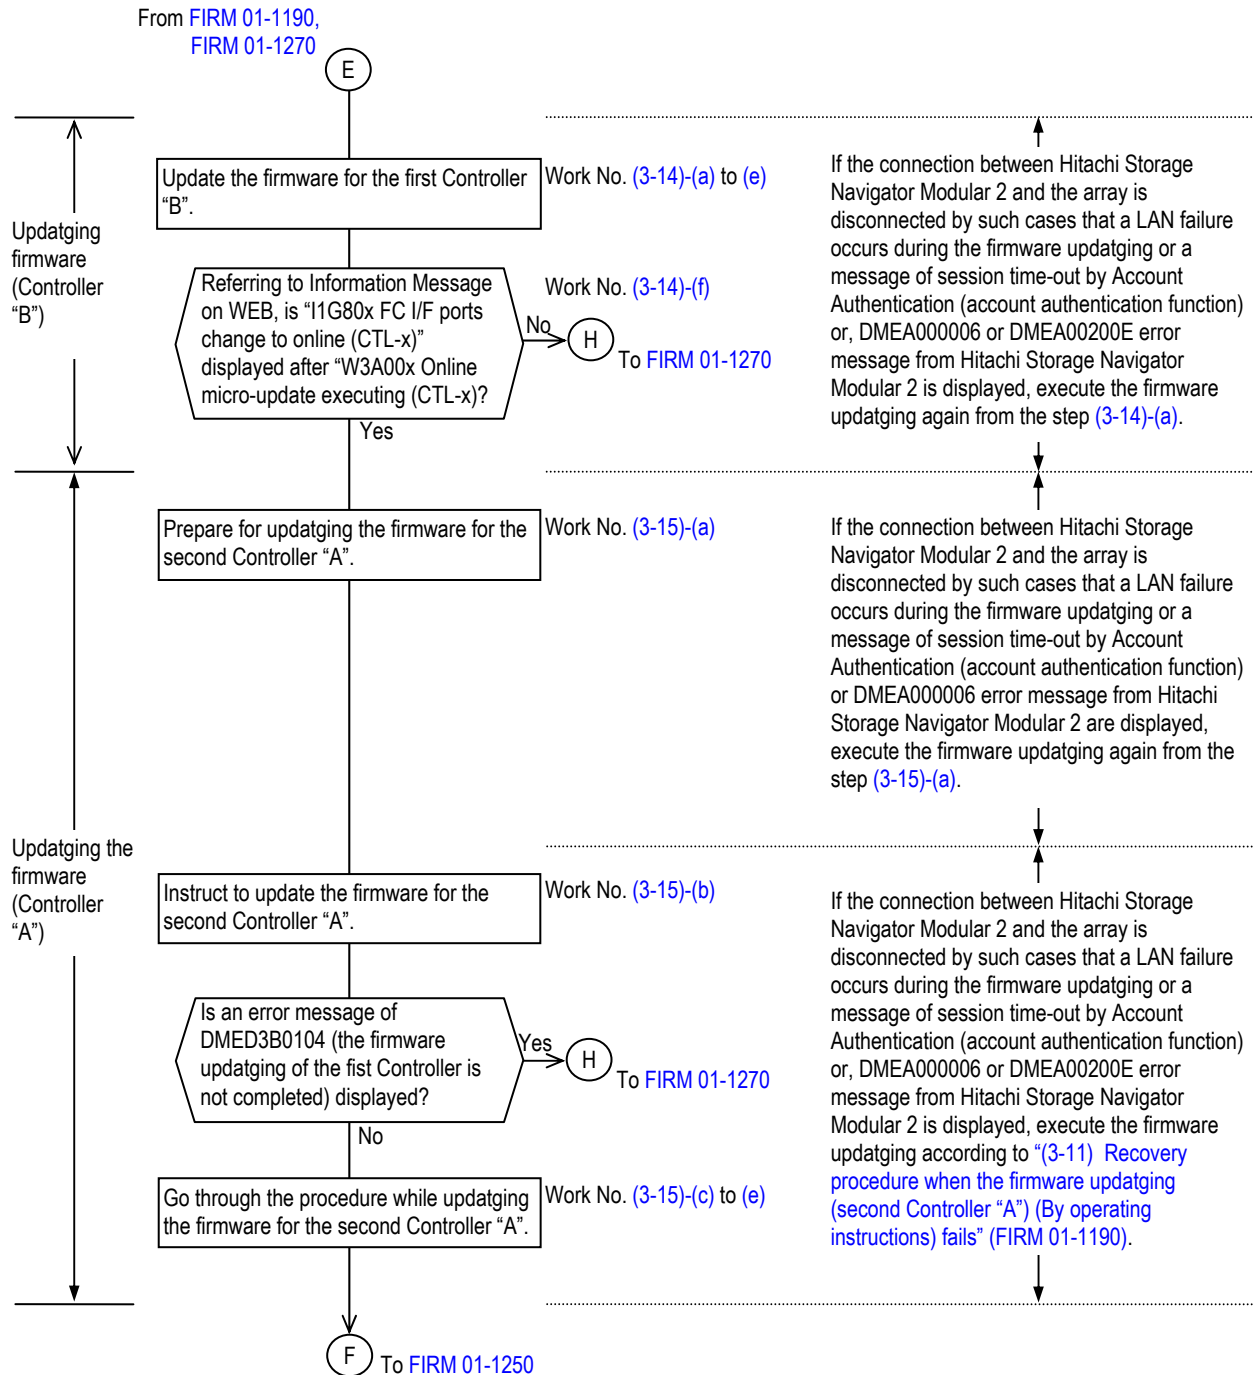 From FIRM 01-1190,
FIRM 01-1270
E
Updatging
firmware
(Controller
“B”)
Update the firmware for the first Controller
“B”.
Work No. (3-14)-(a) to (e)
Referring to Information Message
on WEB, is “I1G80x FC I/F ports
change to online (CTL-x)”
displayed after “W3A00x Online
micro-update executing (CTL-x)?
Work No. (3-14)-(f)
No
H
To FIRM 01-1270
Yes
If the connection between Hitachi Storage
Navigator Modular 2 and the array is
disconnected by such cases that a LAN failure
occurs during the firmware updatging or a
message of session time-out by Account
Authentication (account authentication function)
or, DMEA000006 or DMEA00200E error
message from Hitachi Storage Navigator
Modular 2 is displayed, execute the firmware
updatging again from the step (3-14)-(a).
Prepare for updatging the firmware for the
second Controller “A”.
Work No. (3-15)-(a)
If the connection between Hitachi Storage
Navigator Modular 2 and the array is
disconnected by such cases that a LAN failure
occurs during the firmware updatging or a
message of session time-out by Account
Authentication (account authentication function)
or DMEA000006 error message from Hitachi
Storage Navigator Modular 2 are displayed,
execute the firmware updatging again from the
step (3-15)-(a).
Updatging the
firmware
(Controller
“A”)
Instruct to update the firmware for the
second Controller “A”.
Work No. (3-15)-(b)
Is an error message of
DMED3B0104 (the firmware
updatging of the fist Controller is
not completed) displayed?
Yes
H
To FIRM 01-1270
No
Go through the procedure while updatging
the firmware for the second Controller “A”.
Work No. (3-15)-(c) to (e)
If the connection between Hitachi Storage
Navigator Modular 2 and the array is
disconnected by such cases that a LAN failure
occurs during the firmware updatging or a
message of session time-out by Account
Authentication (account authentication function)
or, DMEA000006 or DMEA00200E error
message from Hitachi Storage Navigator
Modular 2 is displayed, execute the firmware
updatging according to “(3-11) Recovery
procedure when the firmware updatging
(second Controller “A”) (By operating
instructions) fails” (FIRM 01-1190).
F
To FIRM 01-1250